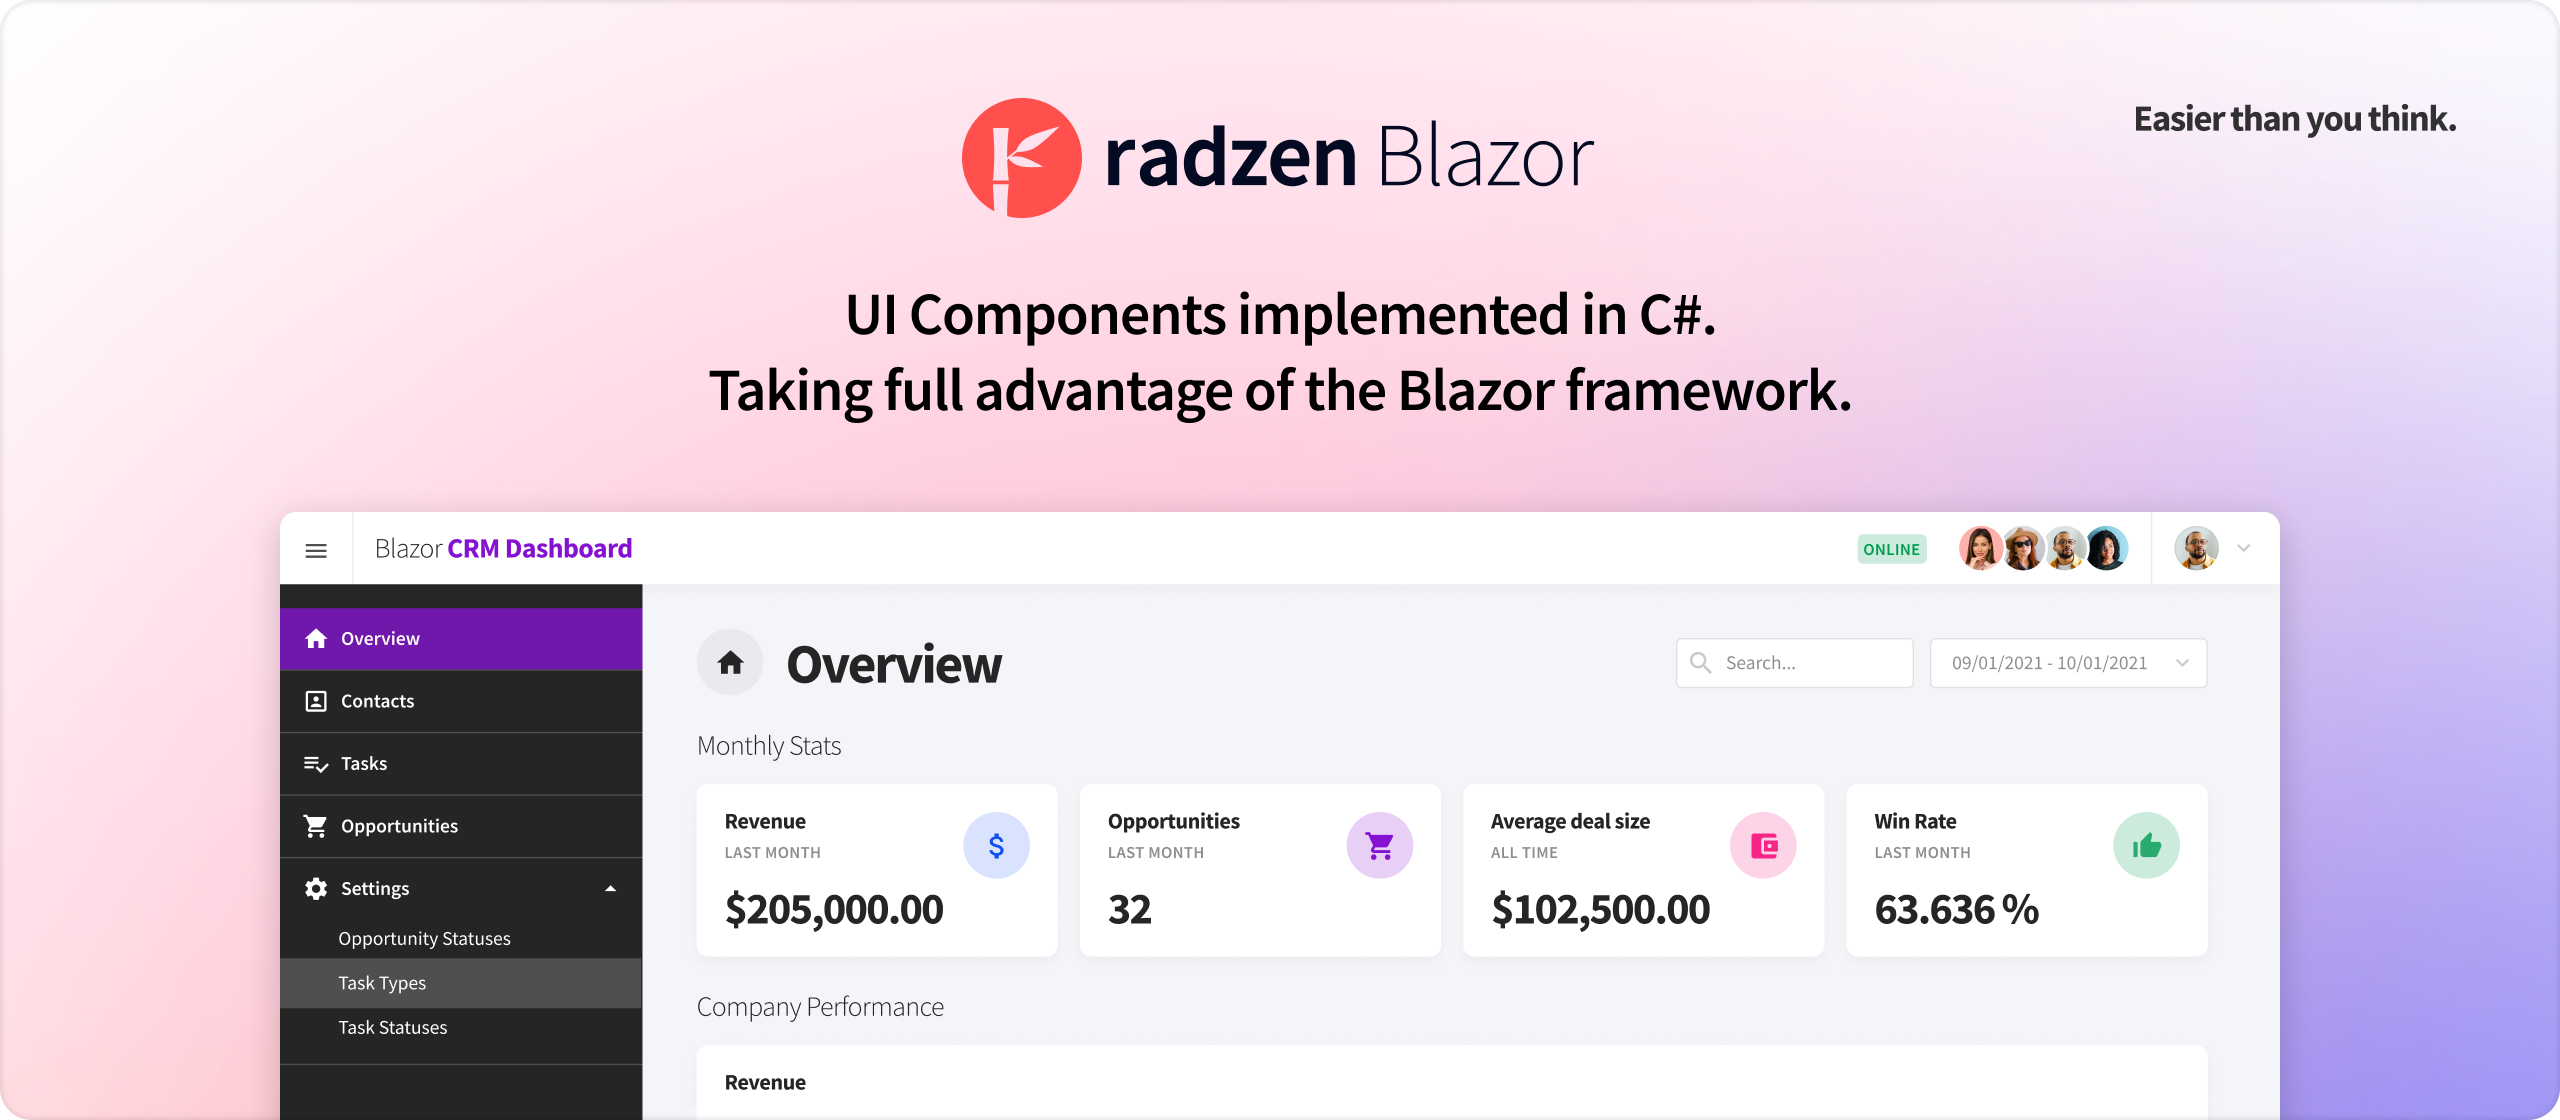 radzen Blazor
Easier than you think.
UI Components implemented in C#.
Taking full advantage of the Blazor framework.
Blazor CRM Dashboard
ONLINE
Overview
Contacts
Tasks
Opportunities
Settings
Opportunity Statuses
Task Types
Task Statuses
Overview
Search...
09/01/2021 - 10/01/2021
Monthly Stats
Revenue
LAST MONTH
$205,000.00
Opportunities
LAST MONTH
32
Average deal size
ALL TIME
$102,500.00
Win Rate
LAST MONTH
63.636 %
Company Performance
Revenue